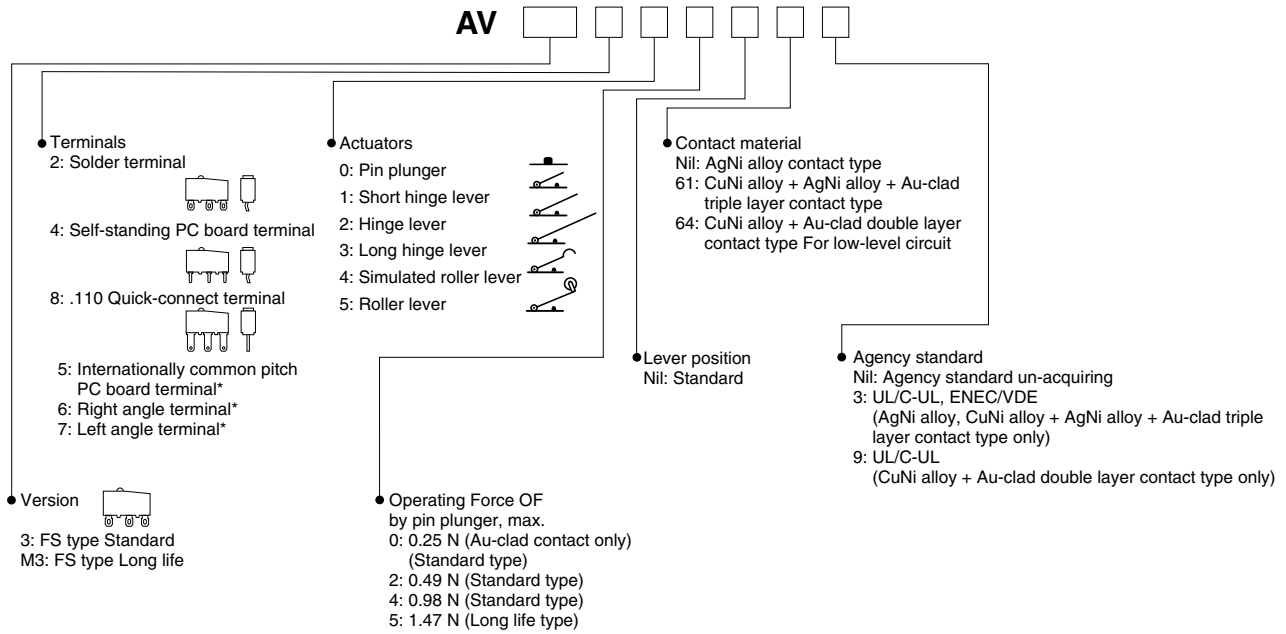 AV
Terminals
2: Solder terminal
4: Self-standing PC board terminal
8: .110 Quick-connect terminal
5: Internationally common pitch
PC board terminal*
6: Right angle terminal*
7: Left angle terminal*
Actuators
0: Pin plunger
1: Short hinge lever
2: Hinge lever
3: Long hinge lever
4: Simulated roller lever
5: Roller lever
Contact material
Nil: AgNi alloy contact type
61: CuNi alloy + AgNi alloy + Au-clad
triple layer contact type
64: CuNi alloy + Au-clad double layer
contact type For low-level circuit
Lever position
Nil: Standard
Agency standard
Nil: Agency standard un-acquiring
3: UL/C-UL, ENEC/VDE
(AgNi alloy, CuNi alloy + AgNi alloy + Au-clad triple
layer contact type only)
9: UL/C-UL
(CuNi alloy + Au-clad double layer contact type only)
Version
3: FS type Standard
M3: FS type Long life
Operating Force OF
by pin plunger, max.
0: 0.25 N (Au-clad contact only)
(Standard type)
2: 0.49 N (Standard type)
4: 0.98 N (Standard type)
5: 1.47 N (Long life type)